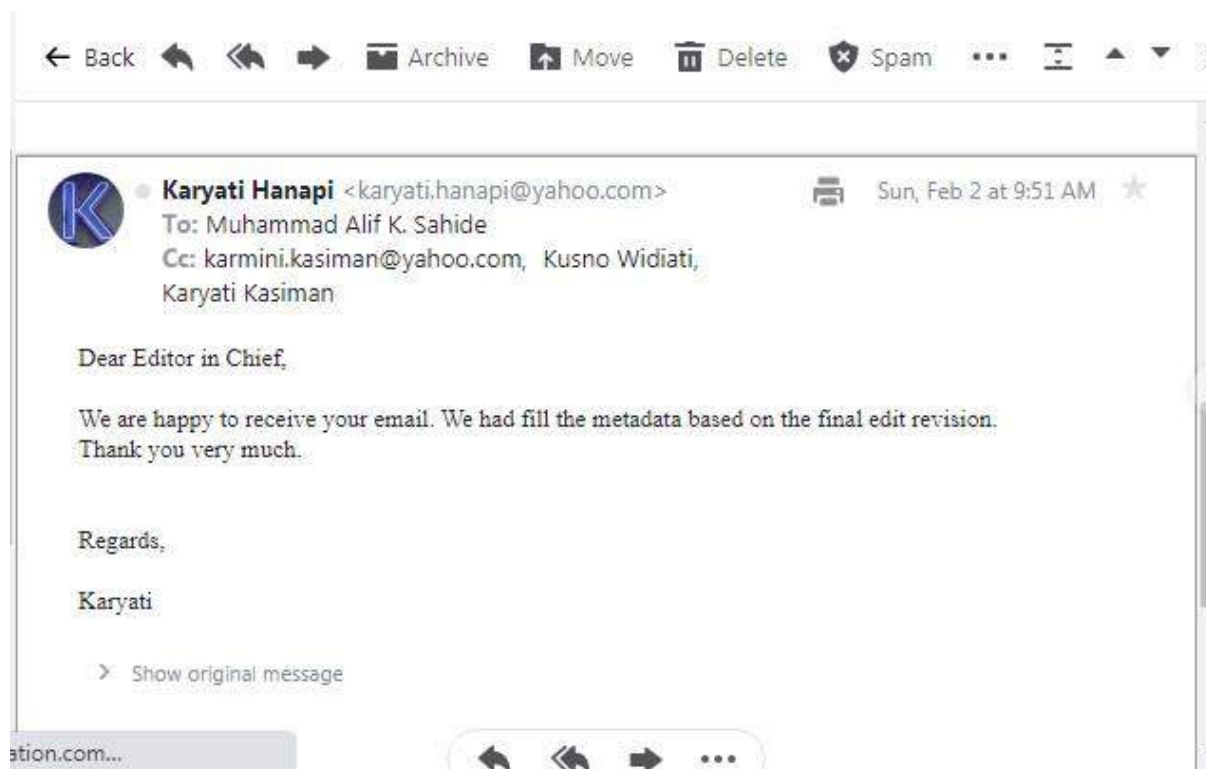 ← Back Archive Move Delete Spam •••
K
Karyati Hanapi <karyati.hanapi@yahoo.com> Sun, Feb 2 at 9:51 AM
To: Muhammad Alif K. Sahide
Cc: karmini.kasiman@yahoo.com, Kusno Widiati,
Karyati Kasiman
Dear Editor in Chief,
We are happy to receive your email. We had fill the metadata based on the final edit revision.
Thank you very much.
Regards,
Karyati
> Show original message
ation.com...